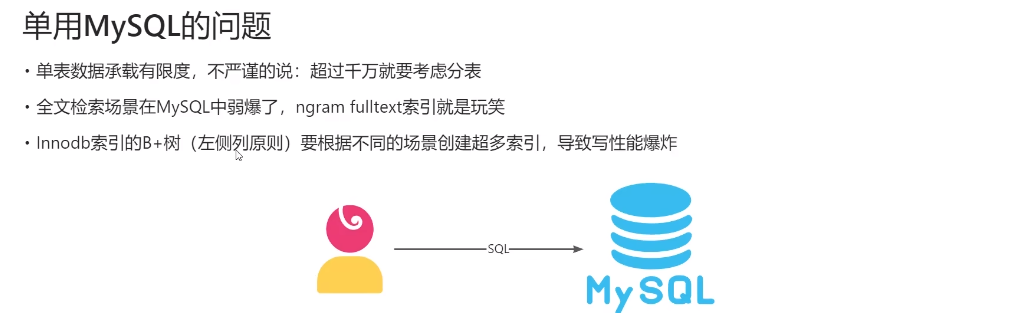 单用MySQL的问题
• 单表数据承载有限度，不严谨的说：超过千万就要考虑分表
• 全文检索场景在MySQL中弱爆了，ngram fulltext索引就是玩笑
• Innodb索引的B+树（左侧列原则）要根据不同的场景创建超多索引，导致写性能爆炸
SQL
MySQL